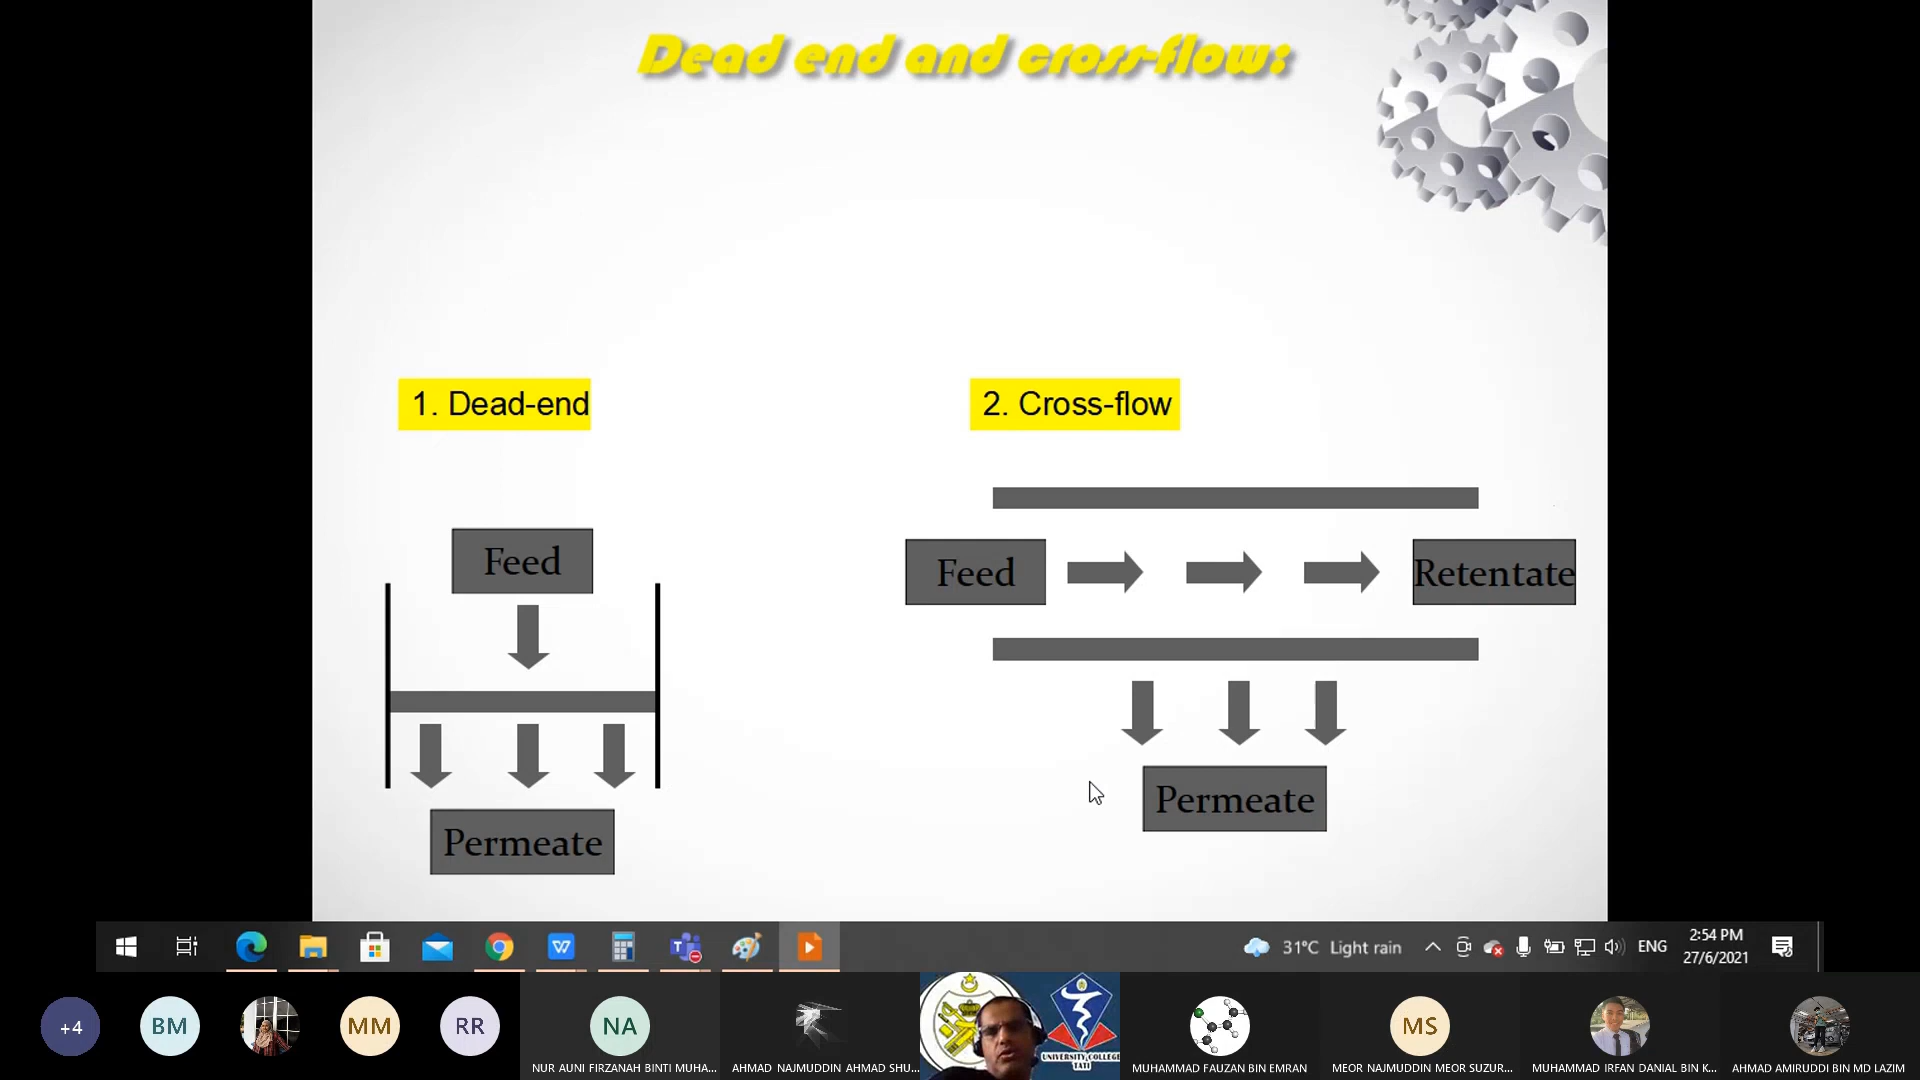 Dead end and cross-flow:
1. Dead-end
2. Cross-flow
Feed
Permeate
Feed
Retentate
Permeate
31°C Light rain
ENG
2:54 PM
27/6/2021
+4
BM
MM
RR
NA
NUR AUNI FIRZANAH BINTI MUHA...
AHMAD NAJMUDDIN AHMAD SHU...
UNIVERSITY COLLEGE
TATI
MUHAMMAD FAUZAN BIN EMRAN
MS
MEOR NAJMUDDIN MEOR SUZUR...
MUHAMMAD IRFAN DANIAL BIN K...
AHMAD AMIRUDDI BIN MD LAZIM